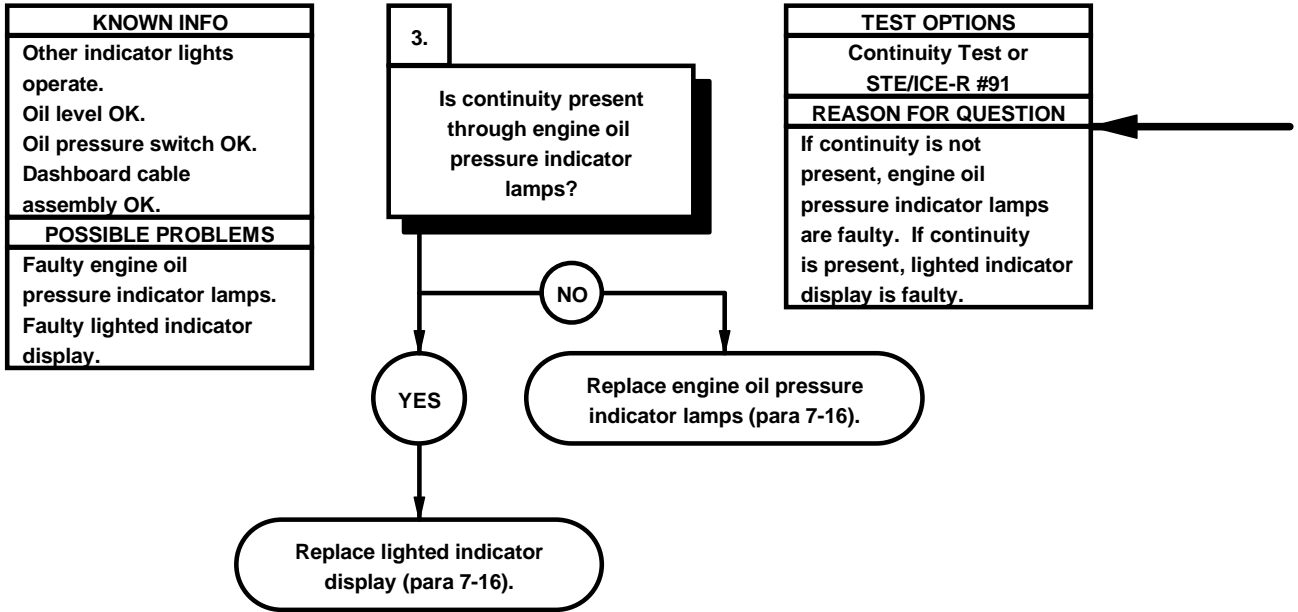 KNOWN INFO
Other indicator lights
operate.
Oil level OK.
Oil pressure switch OK.
Dashboard cable
assembly OK.
POSSIBLE PROBLEMS
Faulty engine oil
pressure indicator lamps.
Faulty lighted indicator
display.
3.
Is continuity present
through engine oil
pressure indicator
lamps?
TEST OPTIONS
Continuity Test or
STE/ICE-R #91
REASON FOR QUESTION
If continuity is not
present, engine oil
pressure indicator lamps
are faulty. If continuity
is present, lighted indicator
display is faulty.
NO
YES
Replace engine oil pressure
indicator lamps (para 7-16).
Replace lighted indicator
display (para 7-16).